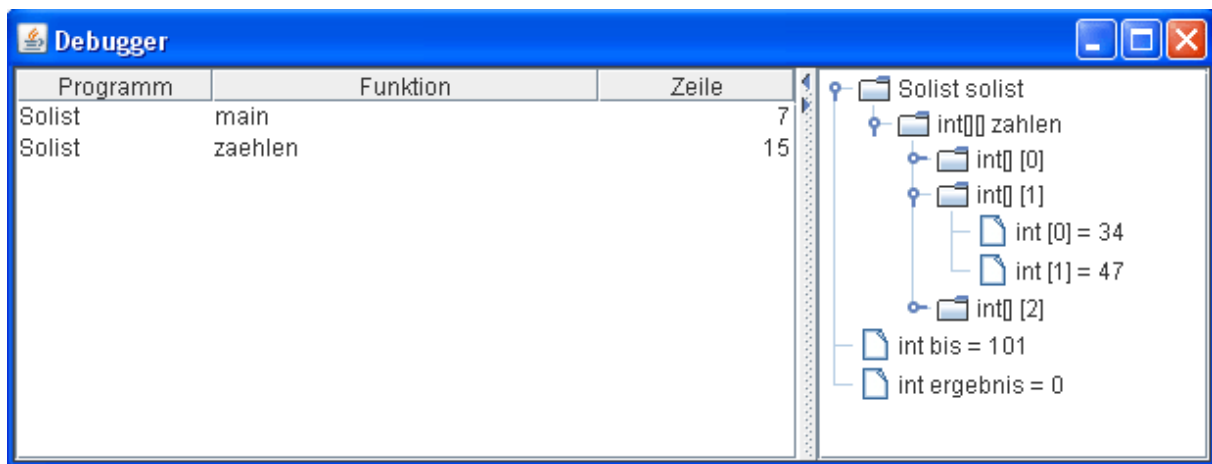 Debugger
Programm Funktion Zeile
Solist main 7
Solist zaehlen 15
Solist solist
int[][] zahlen
int[] [0]
int[] [1]
int [0] = 34
int [1] = 47
int[] [2]
int bis = 101
int ergebnis = 0